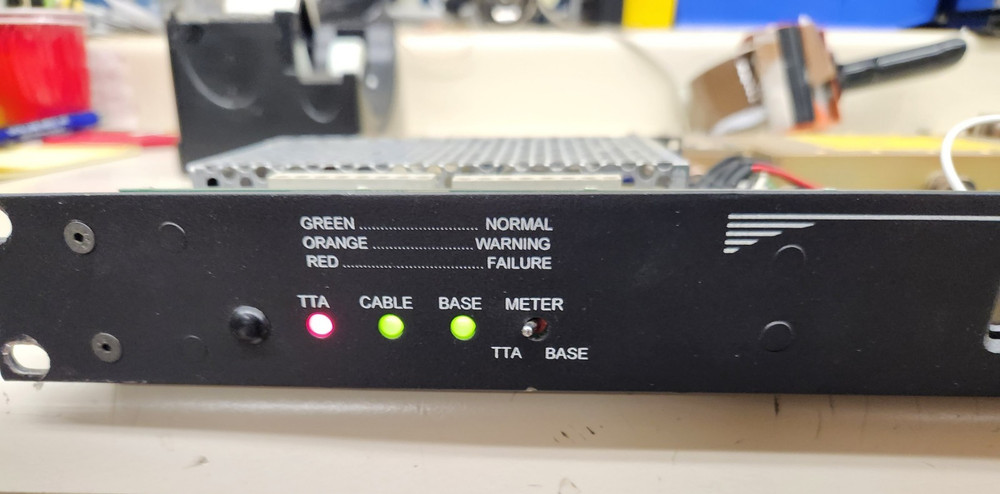 GREEN .............................. NORMAL
ORANGE ......................... WARNING
RED ................................... FAILURE
TTA CABLE BASE METER
TTA BASE